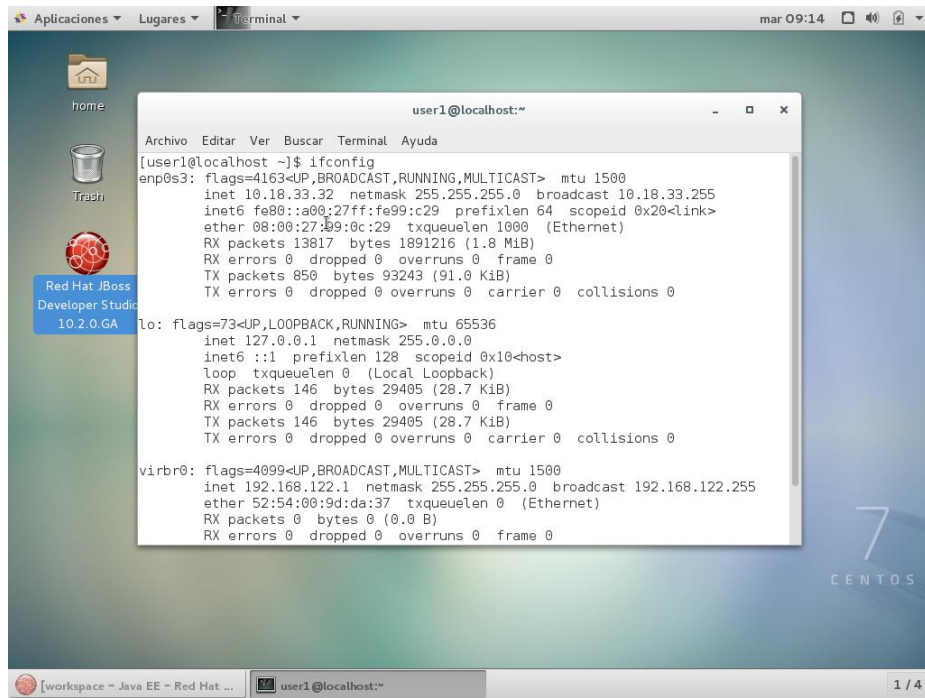 Aplicaciones Lugares Terminal mar 09:14
home
Trash
Red Hat JBoss
Developer Studio
10.2.0.GA
user1@localhost:~
Archivo Editar Ver Buscar Terminal Ayuda
[user1@localhost ~]$ ifconfig
enp0s3: flags=4163<UP,BROADCAST,RUNNING,MULTICAST> mtu 1500
inet 10.18.33.32 netmask 255.255.255.0 broadcast 10.18.33.255
inet6 fe80::a00:27ff:fe99:c29 prefixlen 64 scopeid 0x20<link>
ether 08:00:27:99:0c:29 txqueuelen 1000 (Ethernet)
RX packets 13817 bytes 1891216 (1.8 MiB)
RX errors 0 dropped 0 overruns 0 frame 0
TX packets 850 bytes 93243 (91.0 KiB)
TX errors 0 dropped 0 overruns 0 carrier 0 collisions 0
lo: flags=73<UP,LOOPBACK,RUNNING> mtu 65536
inet 127.0.0.1 netmask 255.0.0.0
inet6 ::1 prefixlen 128 scopeid 0x10<host>
loop txqueuelen 0 (Local Loopback)
RX packets 146 bytes 29405 (28.7 KiB)
RX errors 0 dropped 0 overruns 0 frame 0
TX packets 146 bytes 29405 (28.7 KiB)
TX errors 0 dropped 0 overruns 0 carrier 0 collisions 0
virbr0: flags=4099<UP,BROADCAST,MULTICAST> mtu 1500
inet 192.168.122.1 netmask 255.255.255.0 broadcast 192.168.122.255
ether 52:54:00:9d:da:37 txqueuelen 0 (Ethernet)
RX packets 0 bytes 0 (0.0 B)
RX errors 0 dropped 0 overruns 0 frame 0
7
CENTOS
[workspace - Java EE - Red Hat ... user1@localhost:~ 1 / 4